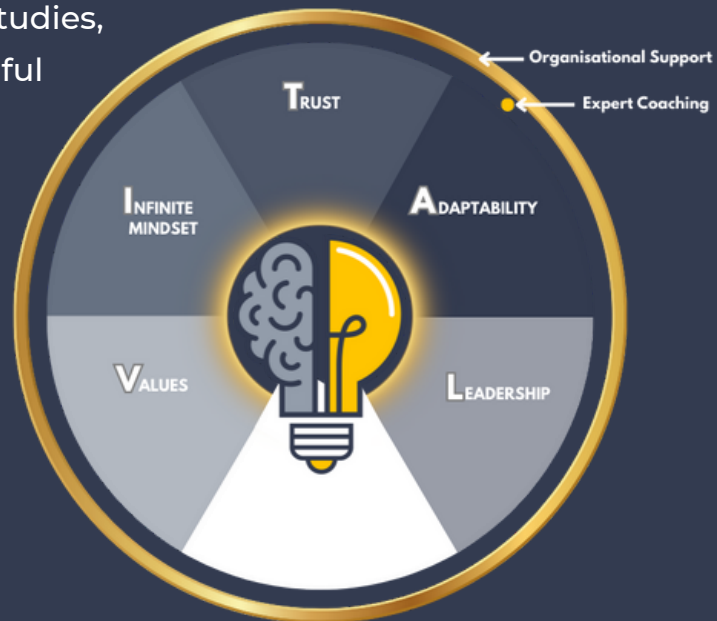 tudies,
ful
Organisational Support
Expert Coaching
TRUST
INFINITE
MINDSET
ADAPTABILITY
VALUES
LEADERSHIP